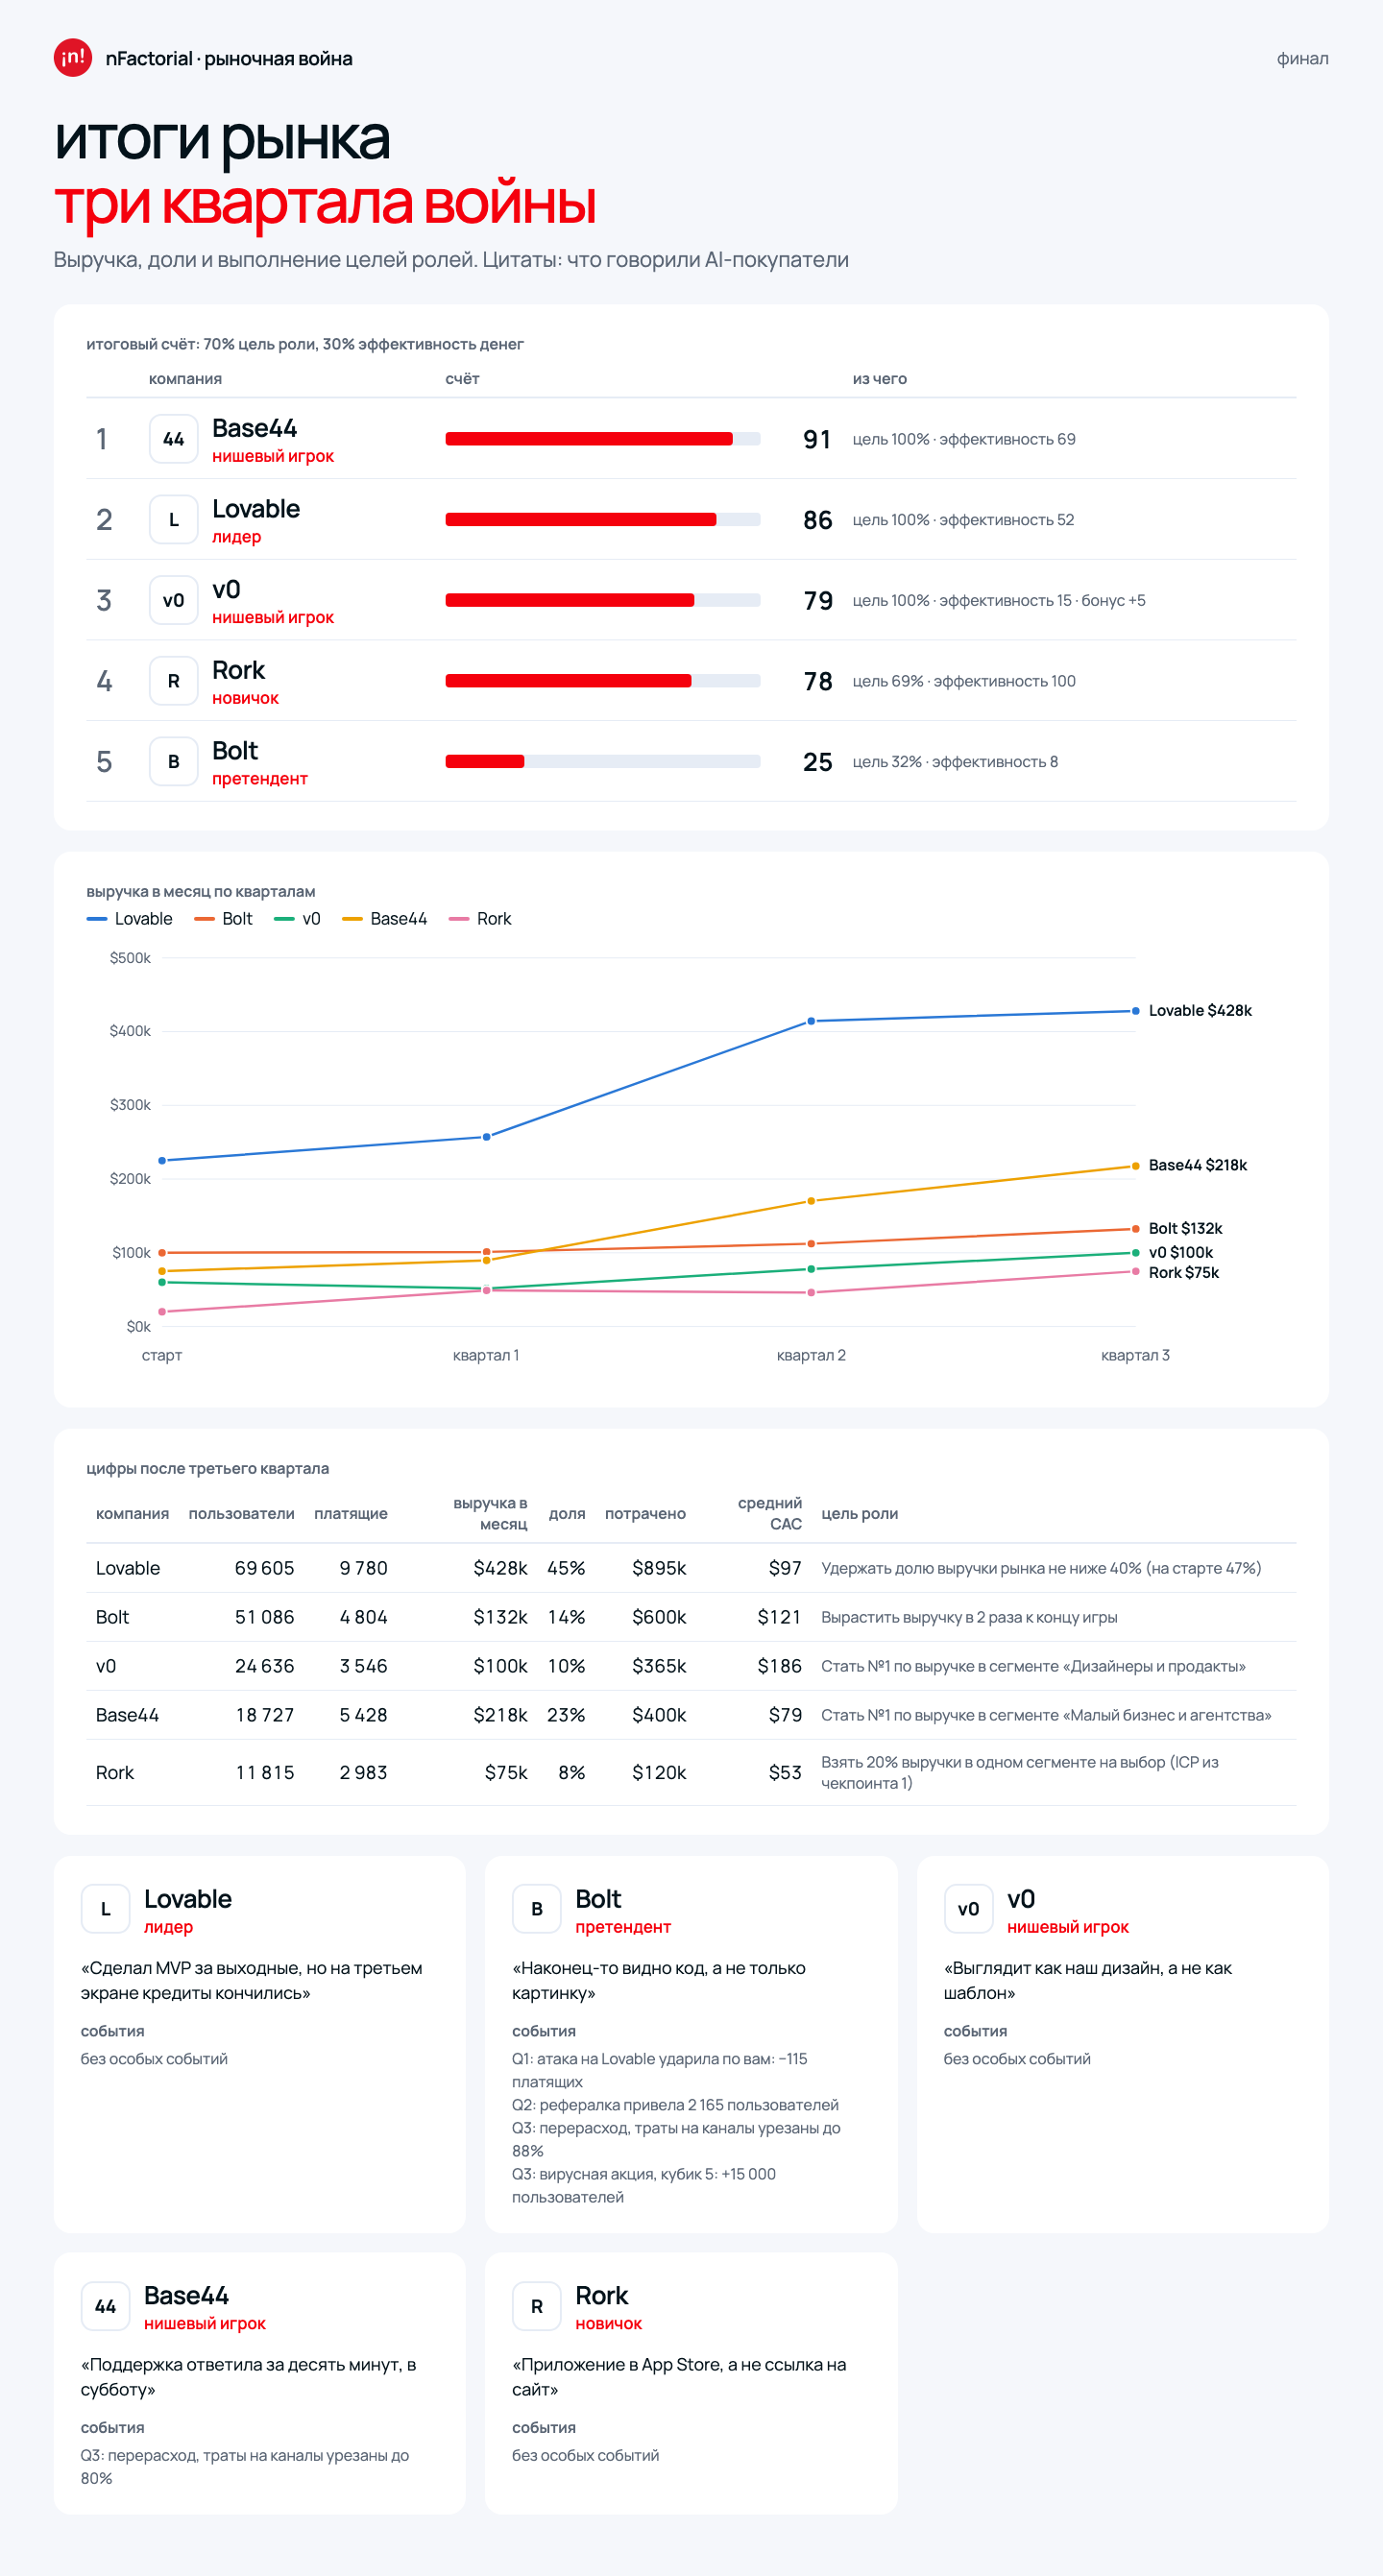 ¡n! nFactorial · рыночная война
финал
итоги рынка
три квартала войны
Выручка, доли и выполнение целей ролей. Цитаты: что говорили AI-покупатели
итоговый счёт: 70% цель роли, 30% эффективность денег
компания счёт из чего
1 44 Base44 91 цель 100% · эффективность 69
нишевый игрок
2 L Lovable 86 цель 100% · эффективность 52
лидер
3 v0 v0 79 цель 100% · эффективность 15 · бонус +5
нишевый игрок
4 R Rork 78 цель 69% · эффективность 100
новичок
5 B Bolt 25 цель 32% · эффективность 8
претендент
выручка в месяц по кварталам
Lovable Bolt v0 Base44 Rork
$500k
$400k
$300k
$200k
$100k
$0k
Lovable $428k
Base44 $218k
Bolt $132k
v0 $100k
Rork $75k
старт квартал 1 квартал 2 квартал 3
цифры после третьего квартала
компания пользователи платящие выручка в месяц доля потрачено средний CAC цель роли
Lovable 69 605 9 780 $428k 45% $895k $97 Удержать долю выручки рынка не ниже 40% (на старте 47%)
Bolt 51 086 4 804 $132k 14% $600k $121 Вырастить выручку в 2 раза к концу игры
v0 24 636 3 546 $100k 10% $365k $186 Стать №1 по выручке в сегменте «Дизайнеры и продакты»
Base44 18 727 5 428 $218k 23% $400k $79 Стать №1 по выручке в сегменте «Малый бизнес и агентства»
Rork 11 815 2 983 $75k 8% $120k $53 Взять 20% выручки в одном сегменте на выбор (ICP из
чекпоинта 1)
L Lovable
лидер
«Сделал MVP за выходные, но на третьем
экране кредиты кончились»
события
без особых событий
B Bolt
претендент
«Наконец-то видно код, а не только
картинку»
события
Q1: атака на Lovable ударила по вам: −115
платящих
Q2: рефералка привела 2 165 пользователей
Q3: перерасход, траты на каналы урезаны до
88%
Q3: вирусная акция, кубик 5: +15 000
пользователей
v0 v0
нишевый игрок
«Выглядит как наш дизайн, а не как
шаблон»
события
без особых событий
44 Base44
нишевый игрок
«Поддержка ответила за десять минут, в
субботу»
события
Q3: перерасход, траты на каналы урезаны до
80%
R Rork
новичок
«Приложение в App Store, а не ссылка на
сайт»
события
без особых событий